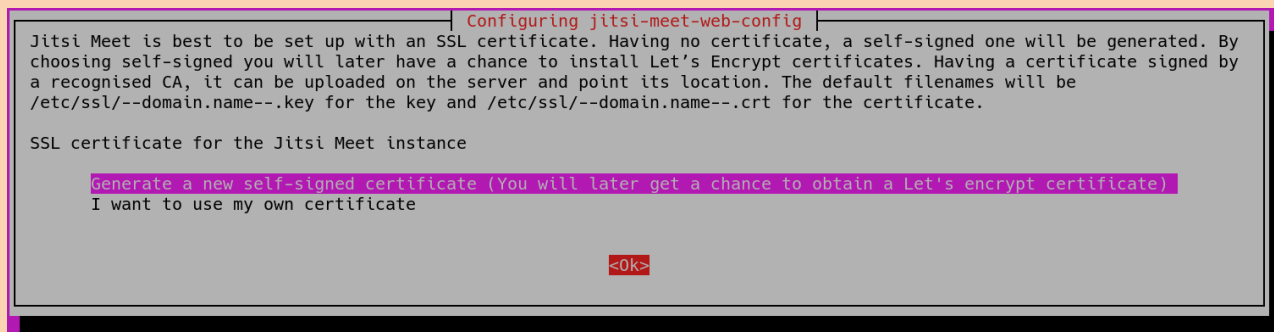 Configuring jitsi-meet-web-config
Jitsi Meet is best to be set up with an SSL certificate. Having no certificate, a self-signed one will be generated. By
choosing self-signed you will later have a chance to install Let’s Encrypt certificates. Having a certificate signed by
a recognised CA, it can be uploaded on the server and point its location. The default filenames will be
/etc/ssl/--domain.name--.key for the key and /etc/ssl/--domain.name--.crt for the certificate.
SSL certificate for the Jitsi Meet instance
Generate a new self-signed certificate (You will later get a chance to obtain a Let's encrypt certificate)
I want to use my own certificate
<Ok>